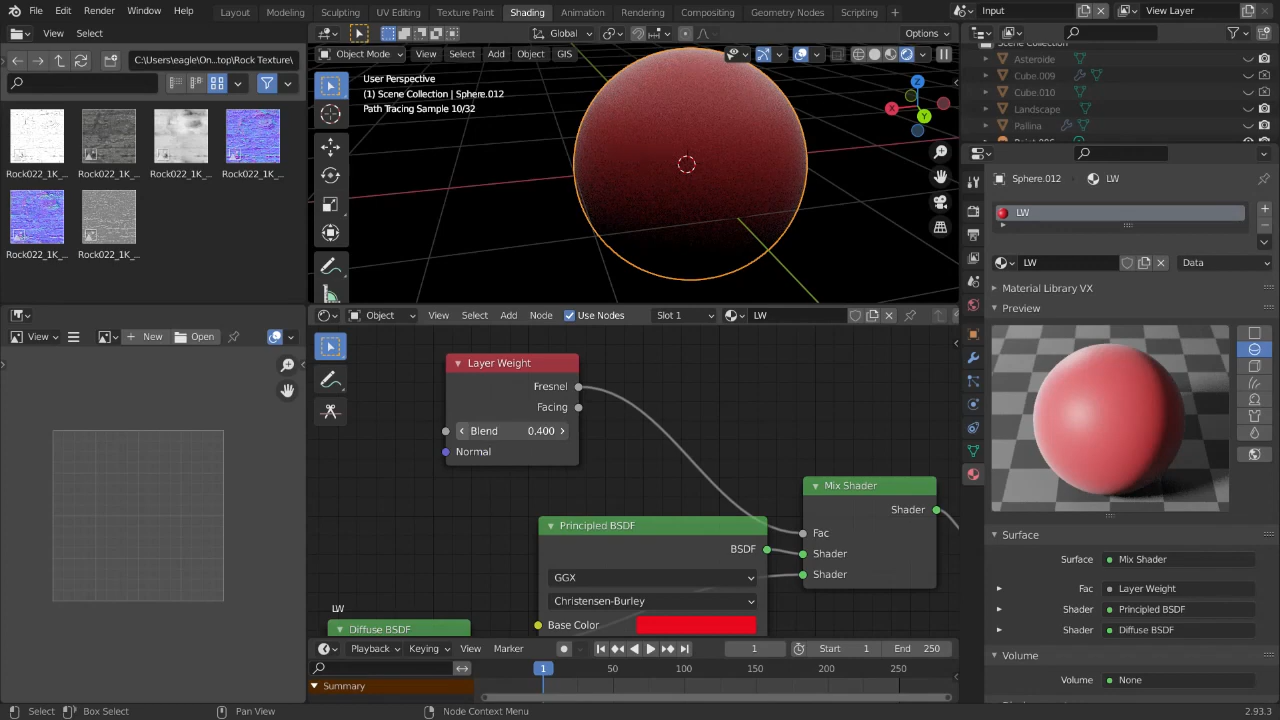 File Edit Render Window Help
Layout Modeling Sculpting UV Editing Texture Paint Shading Animation Rendering Compositing Geometry Nodes Scripting +
Input
View Layer
View Select
C:\Users\eagle\On...top\Rock Texture\
Rock022_1K_... Rock022_1K_... Rock022_1K_... Rock022_1K_...
Rock022_1K_... Rock022_1K_...
Global
Options
Object Mode View Select Add Object GIS
User Perspective
(1) Scene Collection | Sphere.012
Path Tracing Sample 10/32
Z
X
Y
Scene Collection
Asteroide
Cube.009
Cube.010
Landscape
Pallina
Sphere.012 LW
LW
LW Data
Material Library VX
Preview
Surface
Surface Mix Shader
Fac Layer Weight
Shader Principled BSDF
Shader Diffuse BSDF
Volume
Volume None
View New Open
Object View Select Add Node Use Nodes Slot 1 LW
Layer Weight
Fresnel
Facing
Blend 0.400
Normal
Mix Shader
Shader
Fac
Shader
Shader
Principled BSDF
BSDF
GGX
Christensen-Burley
Base Color
LW
Diffuse BSDF
Playback Keying View Marker 1 Start 1 End 250
1 50 100 150 200 250
Summary
Select Box Select Pan View Node Context Menu 2.93.3